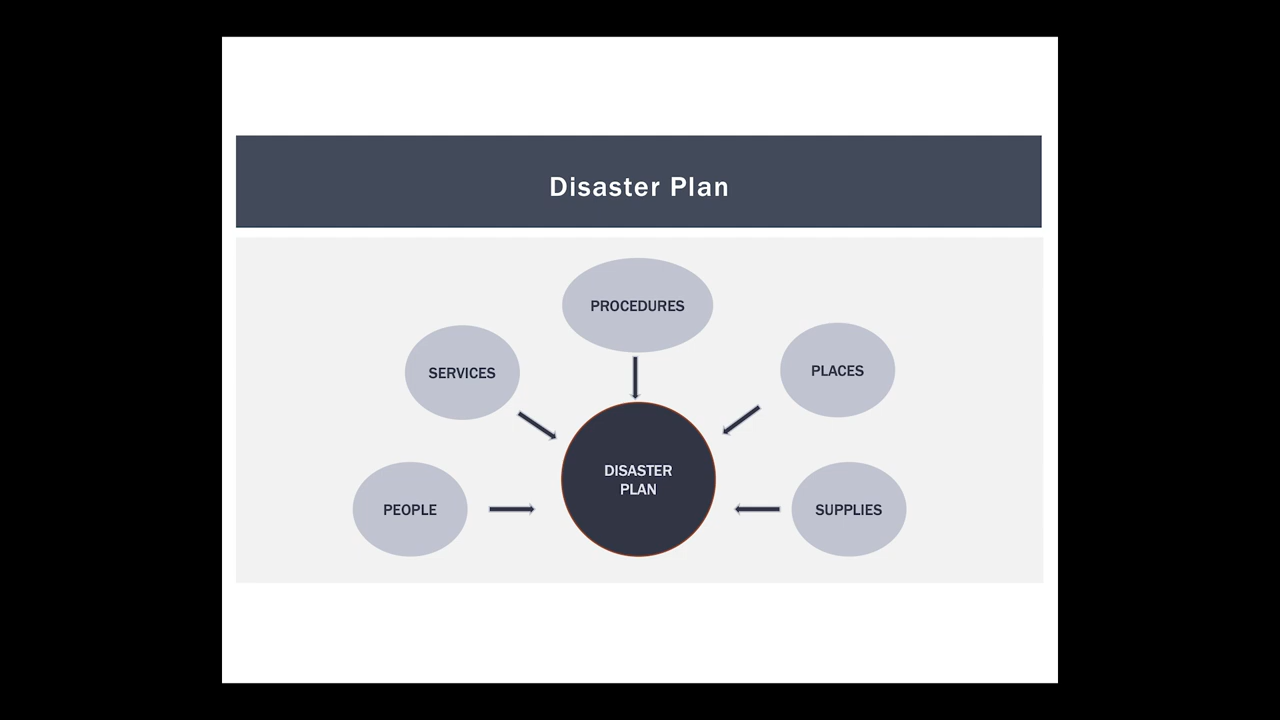 Disaster Plan
PROCEDURES
SERVICES
PLACES
DISASTER
PLAN
PEOPLE
SUPPLIES